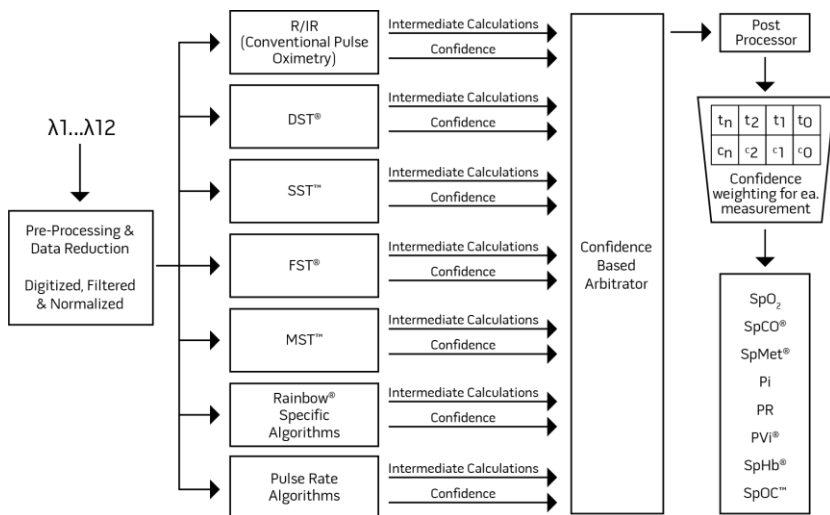 λ1...λ12
Pre-Processing &
Data Reduction
Digitized, Filtered
& Normalized
R/IR
(Conventional Pulse
Oximetry)
Intermediate Calculations
Confidence
DST®
Intermediate Calculations
Confidence
SST™
Intermediate Calculations
Confidence
FST®
Intermediate Calculations
Confidence
MST™
Intermediate Calculations
Confidence
Rainbow®
Specific
Algorithms
Intermediate Calculations
Confidence
Pulse Rate
Algorithms
Intermediate Calculations
Confidence
Confidence
Based
Arbitrator
Post
Processor
tn t2 t1 t0
cn c2 c1 c0
Confidence
weighting for ea.
measurement
SpO₂
SpCO®
SpMet®
Pi
PR
PVi®
SpHb®
SpOC™